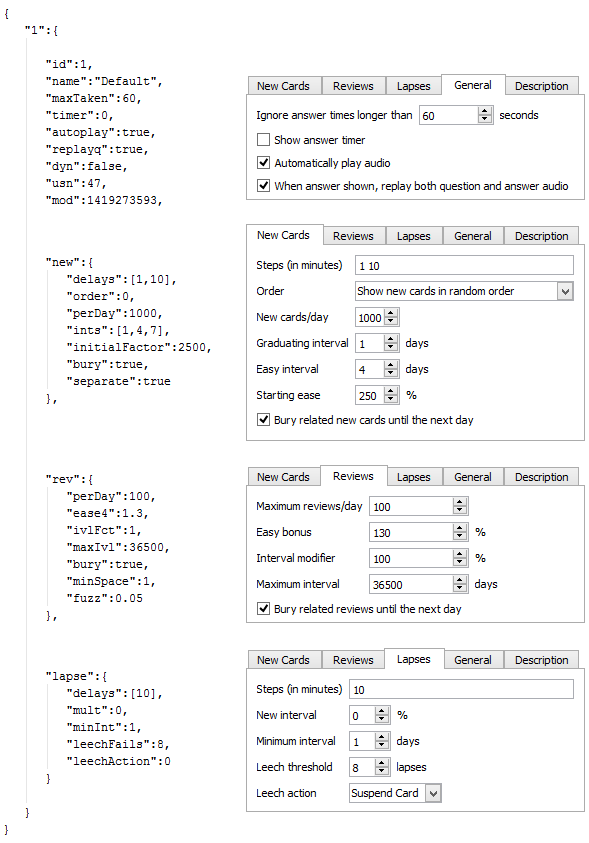 {
"1":{
"id":1,
"name":"Default",
"maxTaken":60,
"timer":0,
"autoplay":true,
"replayq":true,
"dyn":false,
"usn":47,
"mod":1419273593,
New Cards Reviews Lapses General Description
Ignore answer times longer than 60 seconds
Show answer timer
Automatically play audio
When answer shown, replay both question and answer audio
"new":{
"delays":[1,10],
"order":0,
"perDay":1000,
"ints":[1,4,7],
"initialFactor":2500,
"bury":true,
"separate":true
},
New Cards Reviews Lapses General Description
Steps (in minutes) 1 10
Order Show new cards in random order
New cards/day 1000
Graduating interval 1 days
Easy interval 4 days
Starting ease 250 %
Bury related new cards until the next day
"rev":{
"perDay":100,
"ease4":1.3,
"ivlFct":1,
"maxIvl":36500,
"bury":true,
"minSpace":1,
"fuzz":0.05
},
New Cards Reviews Lapses General Description
Maximum reviews/day 100
Easy bonus 130 %
Interval modifier 100 %
Maximum interval 36500 days
Bury related reviews until the next day
"lapse":{
"delays":[10],
"mult":0,
"minInt":1,
"leechFails":8,
"leechAction":0
}
New Cards Reviews Lapses General Description
Steps (in minutes) 10
New interval 0 %
Minimum interval 1 days
Leech threshold 8 lapses
Leech action Suspend Card
}
}